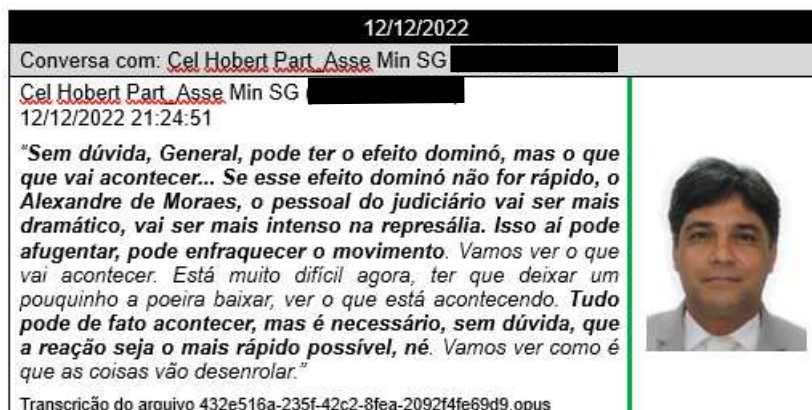 12/12/2022
Conversa com: Cel Hobert Part_Asse Min SG
Cel Hobert Part_Asse Min SG (
12/12/2022 21:24:51
"Sem dúvida, General, pode ter o efeito dominó, mas o que
que vai acontecer... Se esse efeito dominó não for rápido, o
Alexandre de Moraes, o pessoal do judiciário vai ser mais
dramático, vai ser mais intenso na represália. Isso aí pode
afugentar, pode enfraquecer o movimento. Vamos ver o que
vai acontecer. Está muito difícil agora, ter que deixar um
pouquinho a poeira baixar, ver o que está acontecendo. Tudo
pode de fato acontecer, mas é necessário, sem dúvida, que
a reação seja o mais rápido possível, né. Vamos ver como é
que as coisas vão desenrolar."
Transcrição do arquivo 432e516a-235f-42c2-8fea-2092f4fe69d9.opus